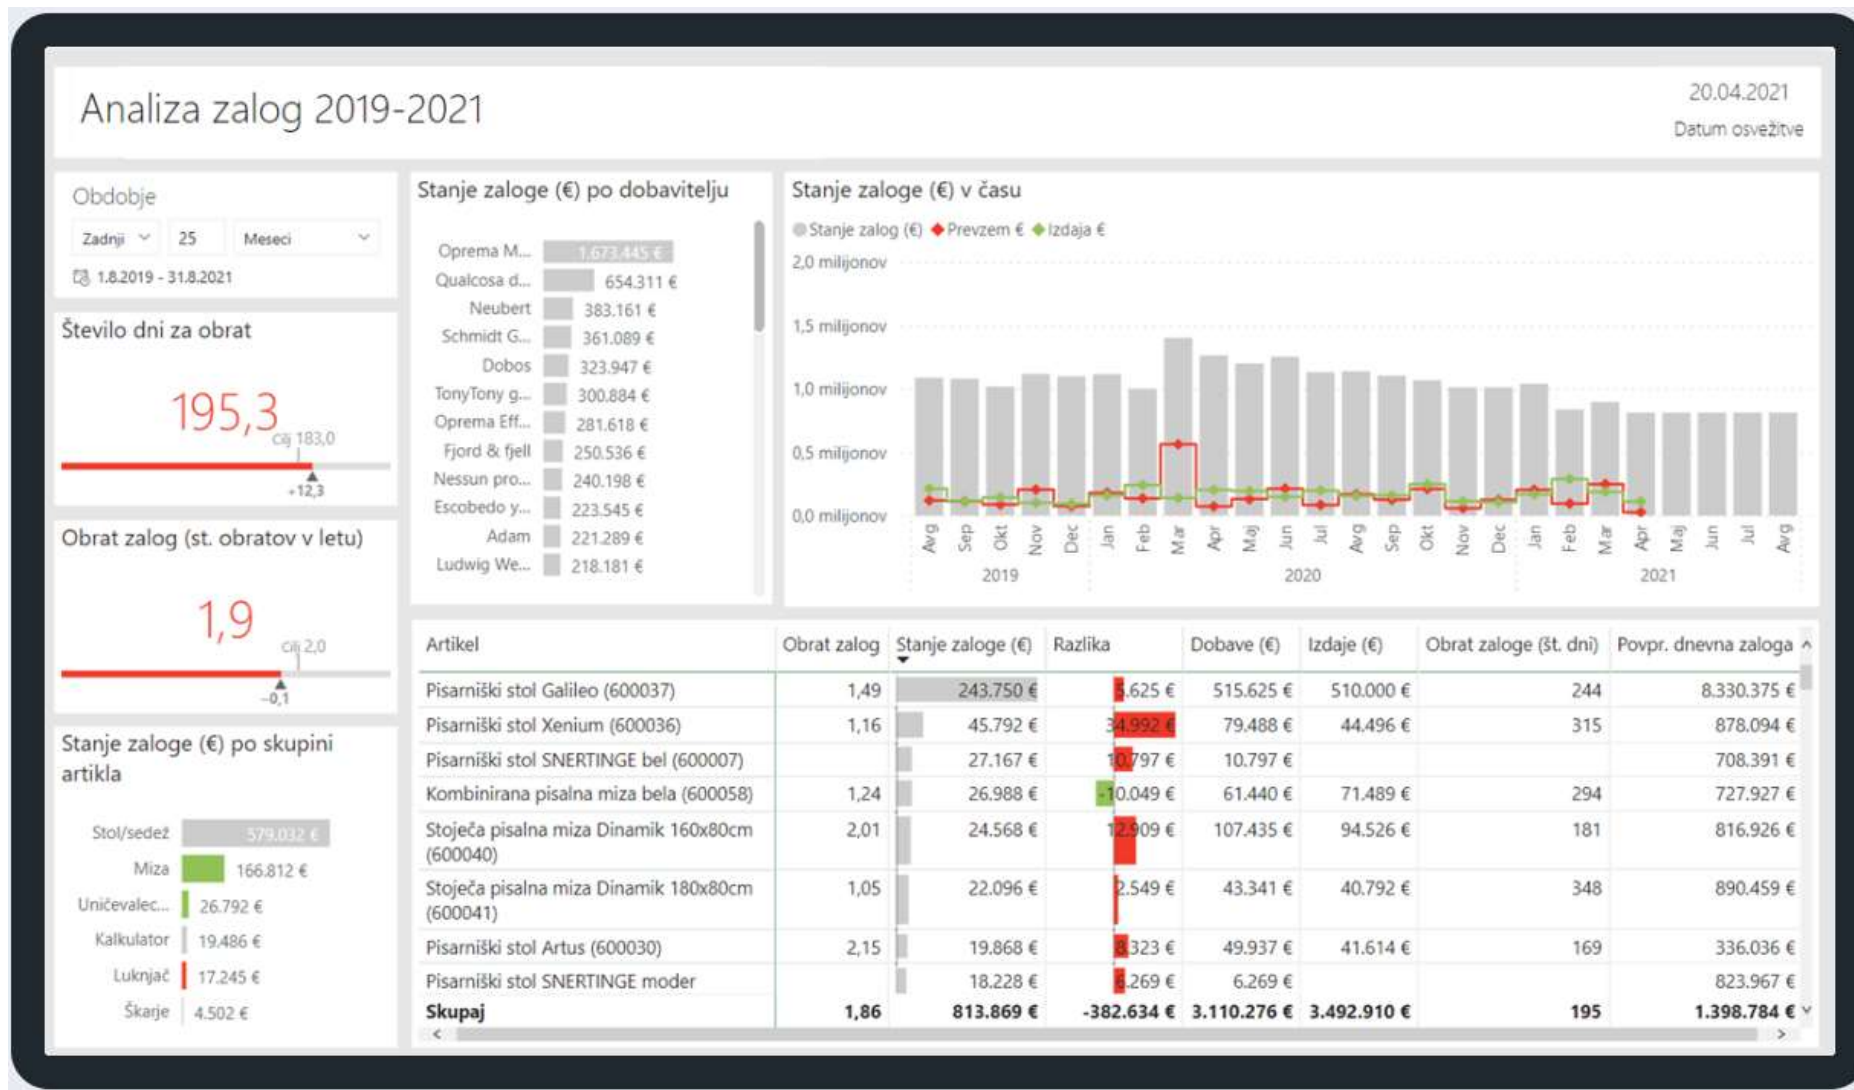 Analiza zalog 2019-2021
20.04.2021
Datum osvežitve
Obdobje
Zadnji 25 Meseci
1.8.2019 - 31.8.2021
Število dni za obrat
195,3
Cilj 183,0
+12,3
Obrat zalog (st. obratov v letu)
1,9
Cilj 2,0
-0,1
Stanje zaloge (€) po skupini
artikla
Stol/sedež 579.032 €
Miza 166.812 €
Uničevalec... 26.792 €
Kalkulator 19.486 €
Luknjač 17.245 €
Škarje 4.502 €
Stanje zaloge (€) po dobavitelju
Oprema M... 1.673.445 €
Qualcosa d... 654.311 €
Neubert 383.161 €
Schmidt G... 361.089 €
Dobos 323.947 €
TonyTony g... 300.884 €
Oprema Eff... 281.618 €
Fjord & fjell 250.536 €
Nessun pro... 240.198 €
Escobedo y... 223.545 €
Adam 221.289 €
Ludwig We... 218.181 €
Stanje zaloge (€) v času
Stanje zalog (€) Prevzem € Izdaja €
2,0 milijonov
1,5 milijonov
1,0 milijonov
0,5 milijonov
0,0 milijonov
Avg Sep Okt Nov Dec Jan Feb Mar Apr Maj Jun Jul Avg Sep Okt Nov Dec Jan Feb Mar Apr Maj Jun Jul Avg
2019 2020 2021
Artikel Obrat zalog Stanje zaloge (€) Razlika Dobave (€) Izdaje (€) Obrat zaloge (št. dni) Povpr. dnevna zaloga
Pisarniški stol Galileo (600037) 1,49 243.750 € 5.625 € 515.625 € 510.000 € 244 8.330.375 €
Pisarniški stol Xenium (600036) 1,16 45.792 € 34.992 € 79.488 € 44.496 € 315 878.094 €
Pisarniški stol SNERTINGE bel (600007) 27.167 € 10.797 € 10.797 € 708.391 €
Kombinirana pisalna miza bela (600058) 1,24 26.988 € -10.049 € 61.440 € 71.489 € 294 727.927 €
Stoječa pisalna miza Dinamik 160x80cm 2,01 24.568 € 12.909 € 107.435 € 94.526 € 181 816.926 €
(600040)
Stoječa pisalna miza Dinamik 180x80cm 1,05 22.096 € 2.549 € 43.341 € 40.792 € 348 890.459 €
(600041)
Pisarniški stol Artus (600030) 2,15 19.868 € 8.323 € 49.937 € 41.614 € 169 336.036 €
Pisarniški stol SNERTINGE moder 18.228 € 6.269 € 6.269 € 823.967 €
Skupaj 1,86 813.869 € -382.634 € 3.110.276 € 3.492.910 € 195 1.398.784 €